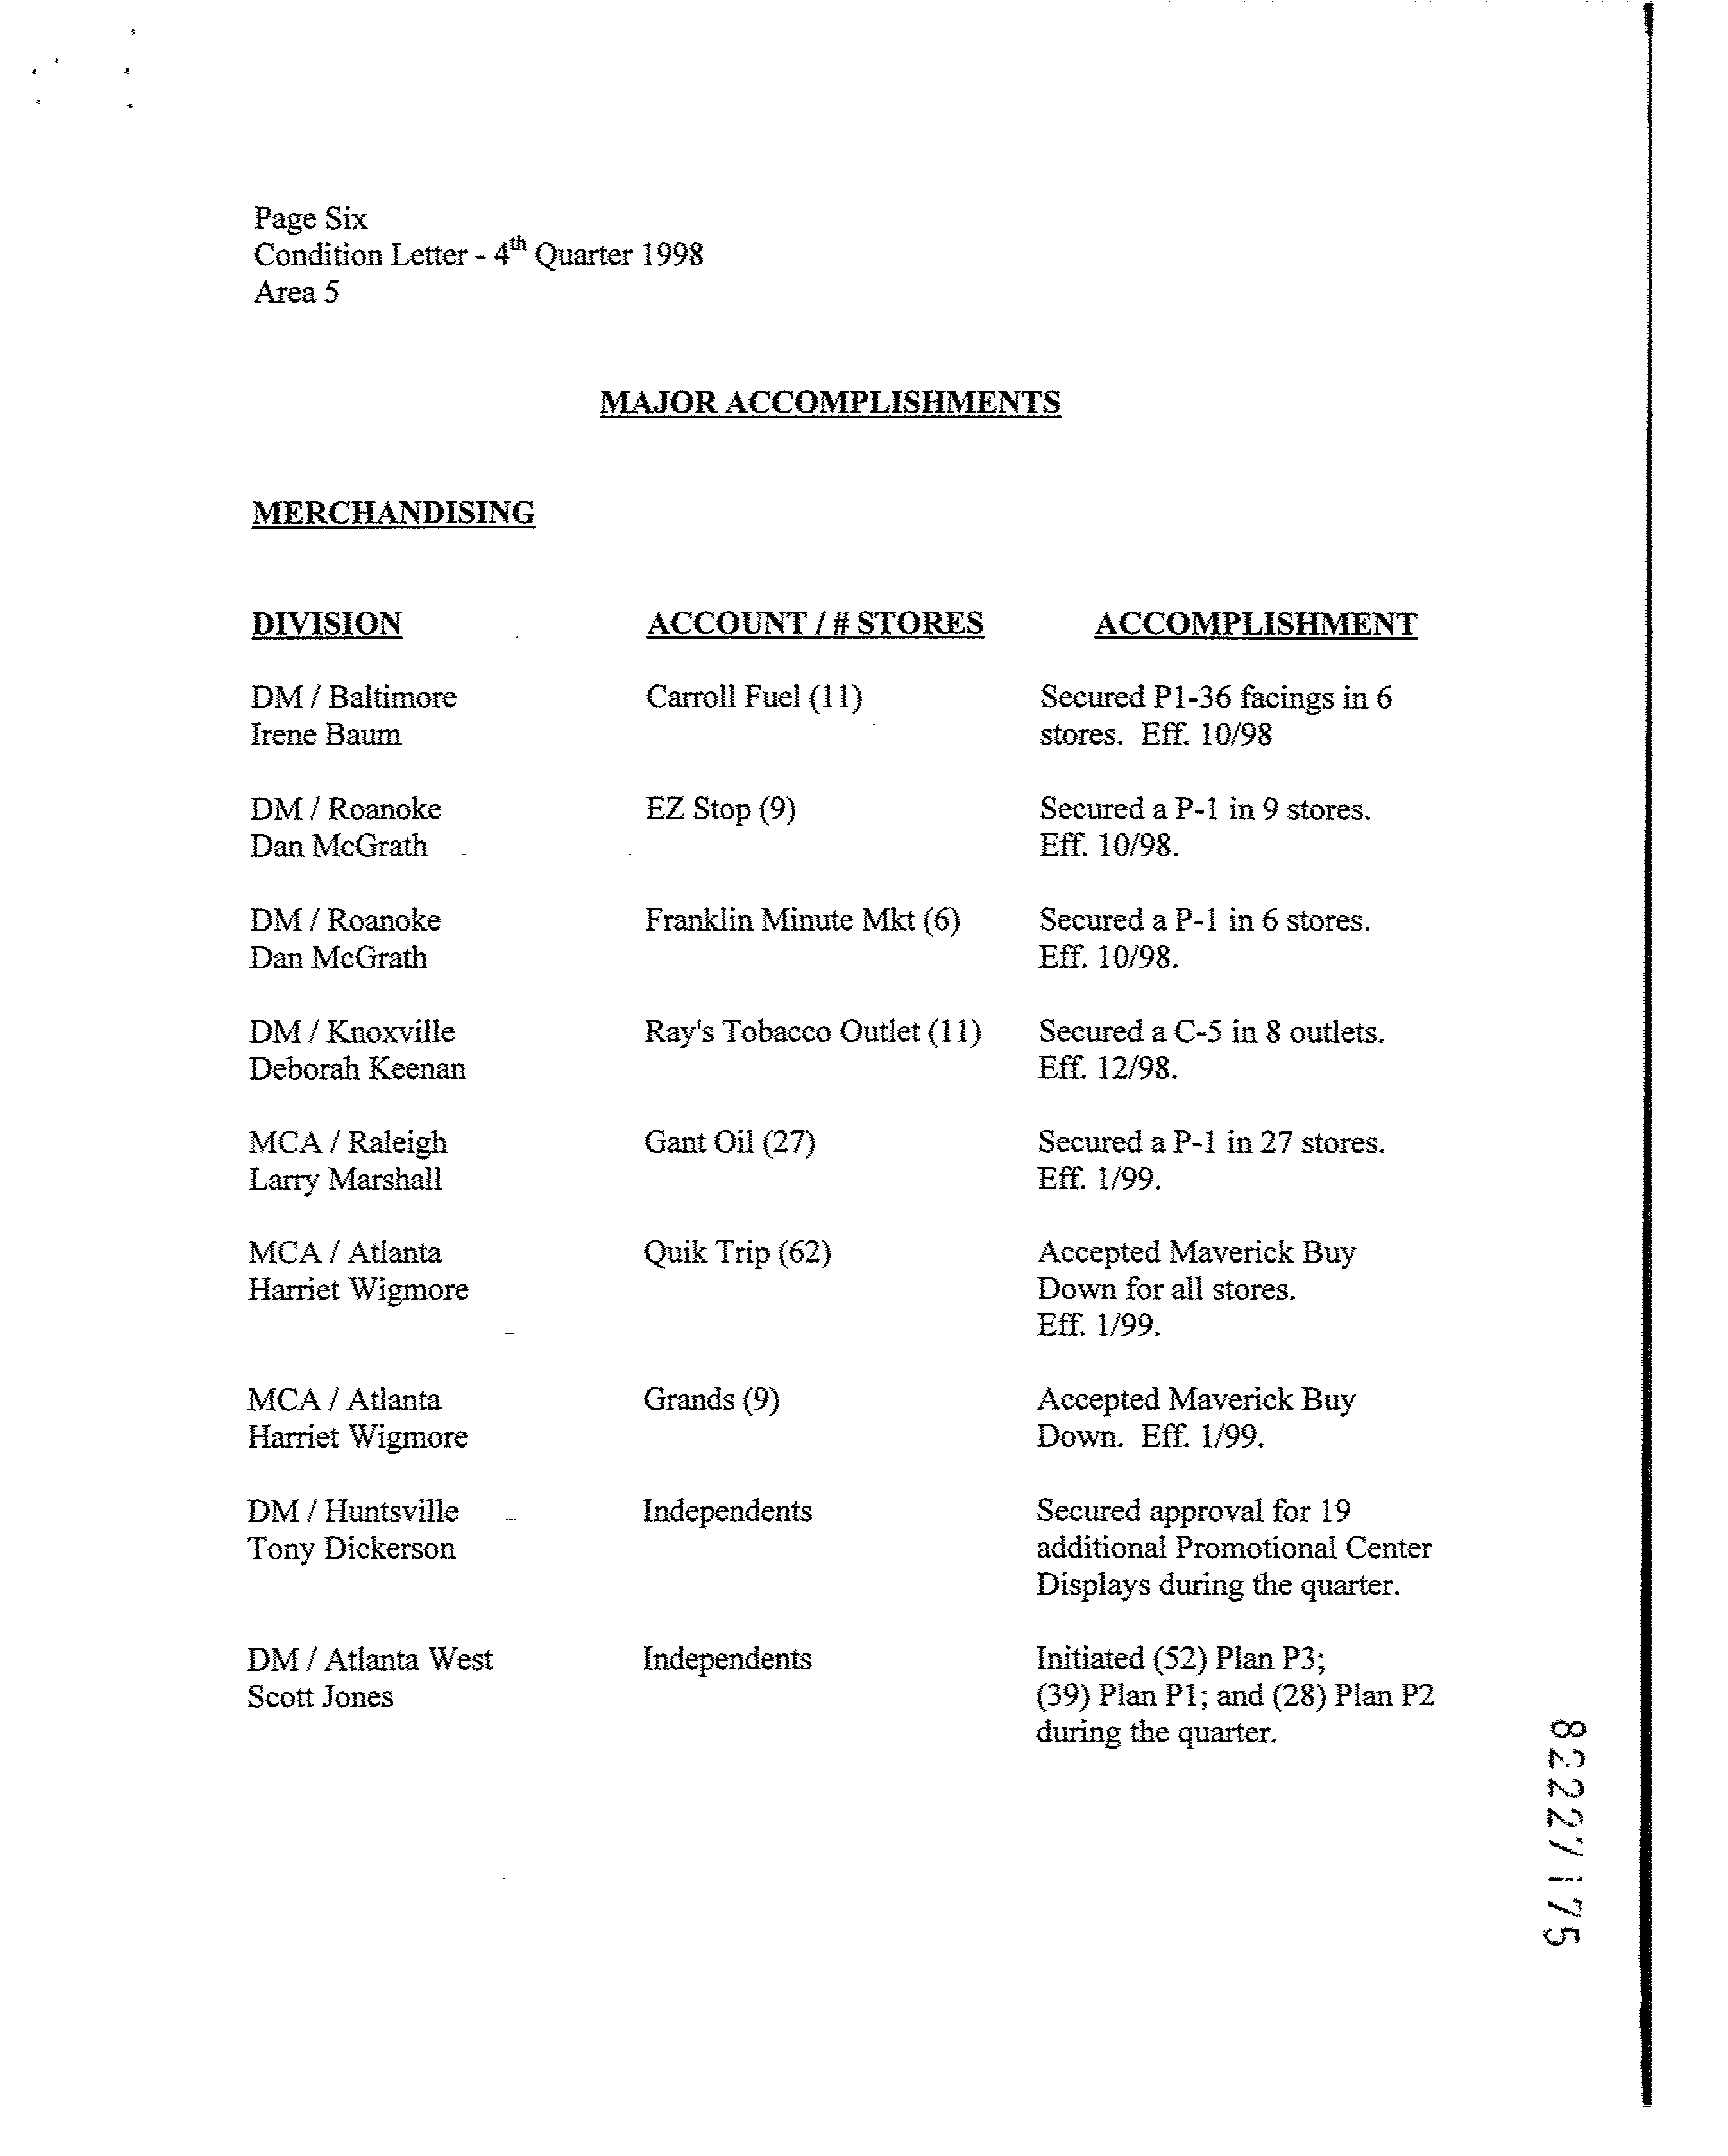 Page Six
Condition Letter - 4th Quarter 1998
Area 5
MAJOR ACCOMPLISHMENTS
MERCHANDISING
DIVISION ACCOUNT / # STORES ACCOMPLISHMENT
DM / Baltimore Carroll Fuel (11) Secured P1-36 facings in 6
Irene Baum stores. Eff. 10/98
DM / Roanoke EZ Stop (9) Secured a P-1 in 9 stores.
Dan McGrath Eff. 10/98.
DM / Roanoke Franklin Minute Mkt (6) Secured a P-1 in 6 stores.
Dan McGrath Eff. 10/98.
DM / Knoxville Ray's Tobacco Outlet (11) Secured a C-5 in 8 outlets.
Deborah Keenan Eff. 12/98.
MCA / Raleigh Gant Oil (27) Secured a P-1 in 27 stores.
Larry Marshall Eff. 1/99.
MCA / Atlanta Quik Trip (62) Accepted Maverick Buy
Harriet Wigmore Down for all stores.
Eff. 1/99.
MCA / Atlanta Grands (9) Accepted Maverick Buy
Harriet Wigmore Down. Eff. 1/99.
DM / Huntsville Independents Secured approval for 19
Tony Dickerson additional Promotional Center
Displays during the quarter.
DM / Atlanta West Independents Initiated (52) Plan P3;
Scott Jones (39) Plan P1; and (28) Plan P2
during the quarter.
82227175